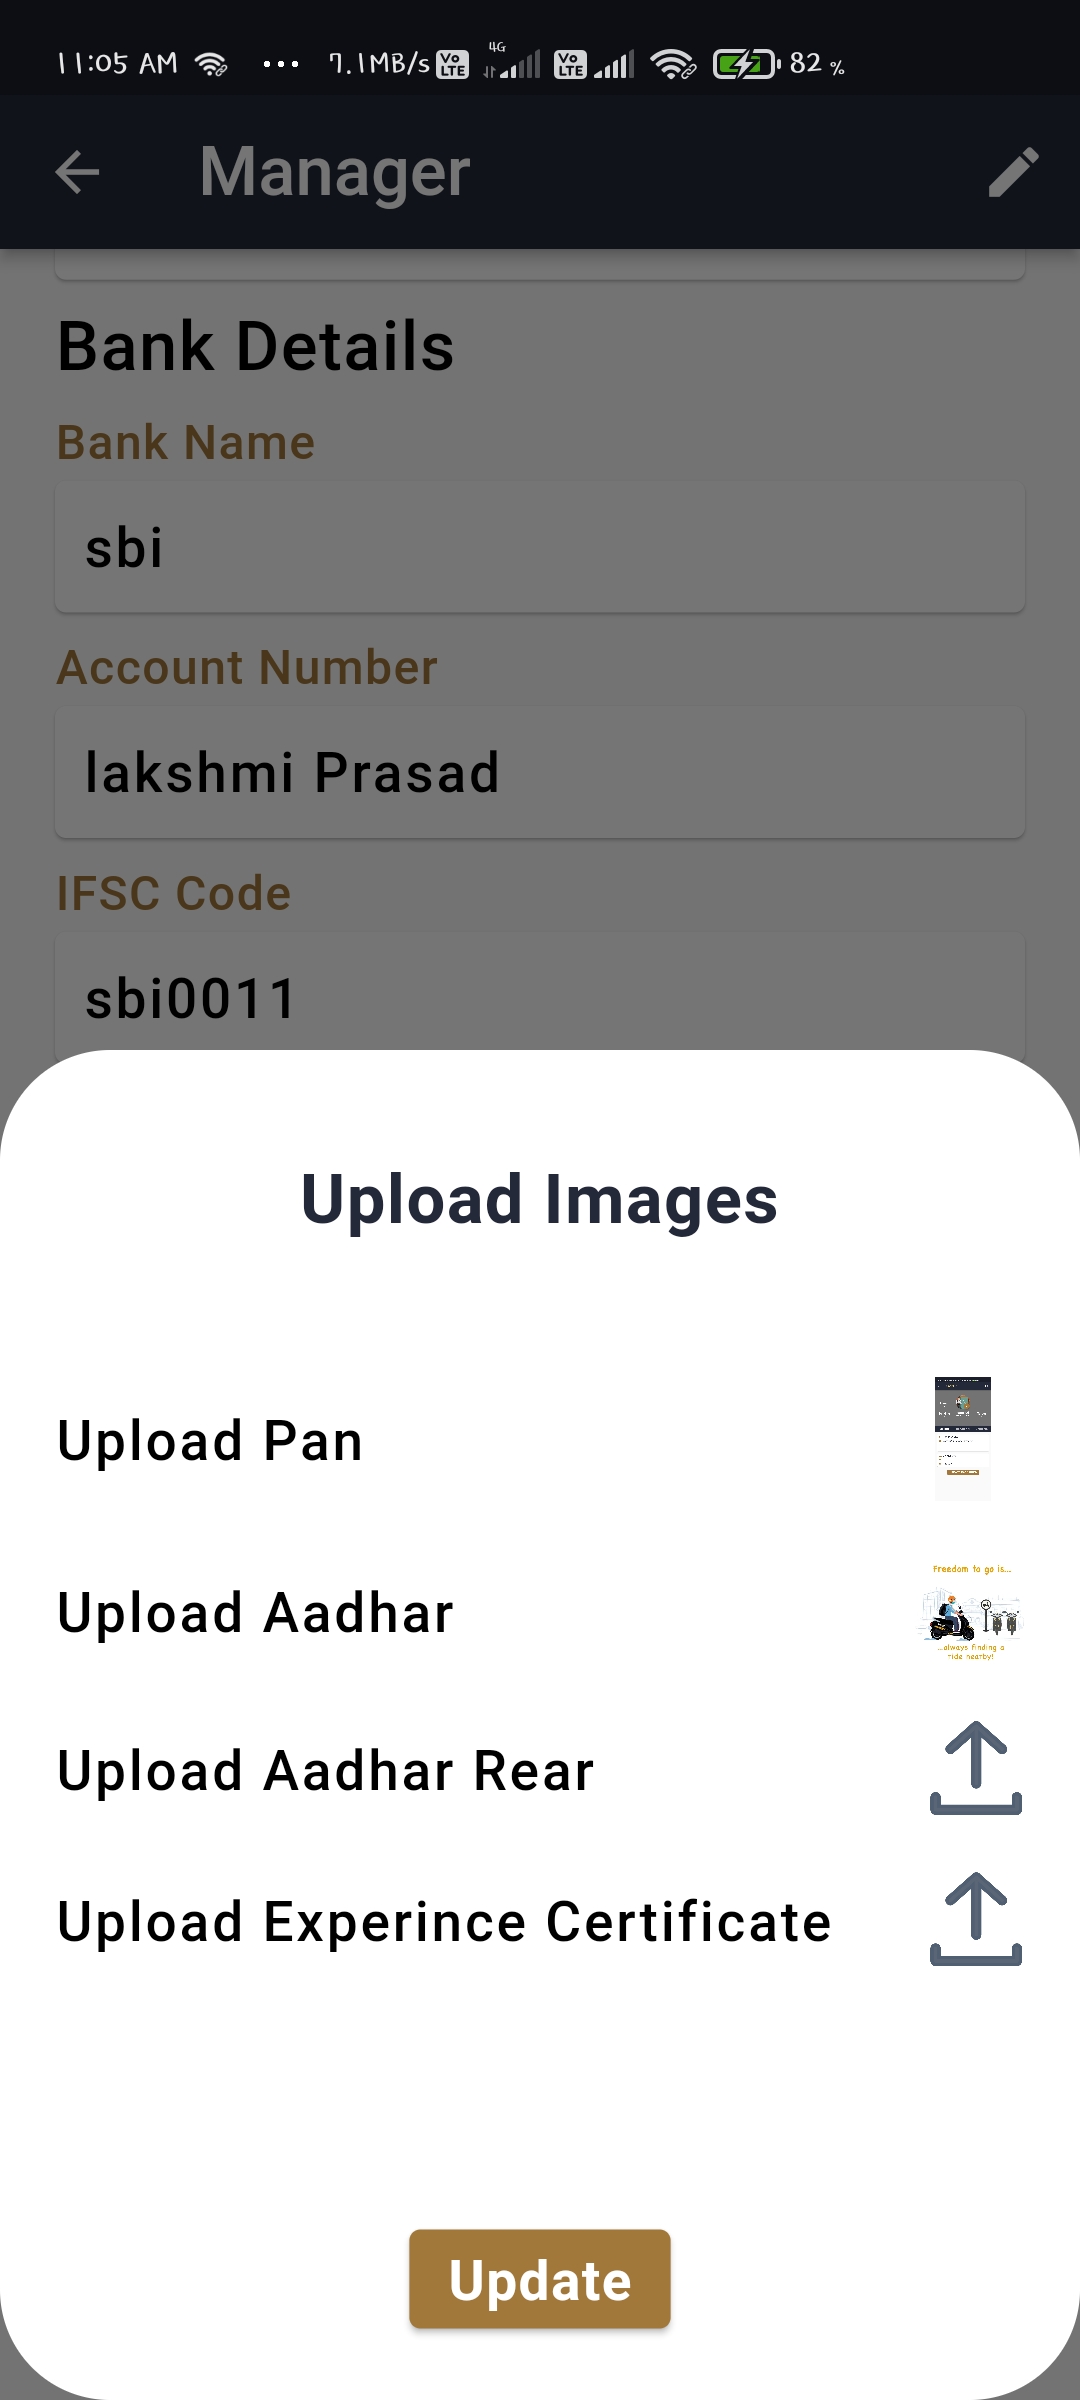 11:05 AM ... 7.1MB/s Vo LTE 4G Vo LTE 82 %
Manager
Bank Details
Bank Name
sbi
Account Number
lakshmi Prasad
IFSC Code
sbi0011
Upload Images
Upload Pan
Upload Aadhar
Freedom to go is...
...always finding a
ride nearby!
Upload Aadhar Rear
Upload Experince Certificate
Update